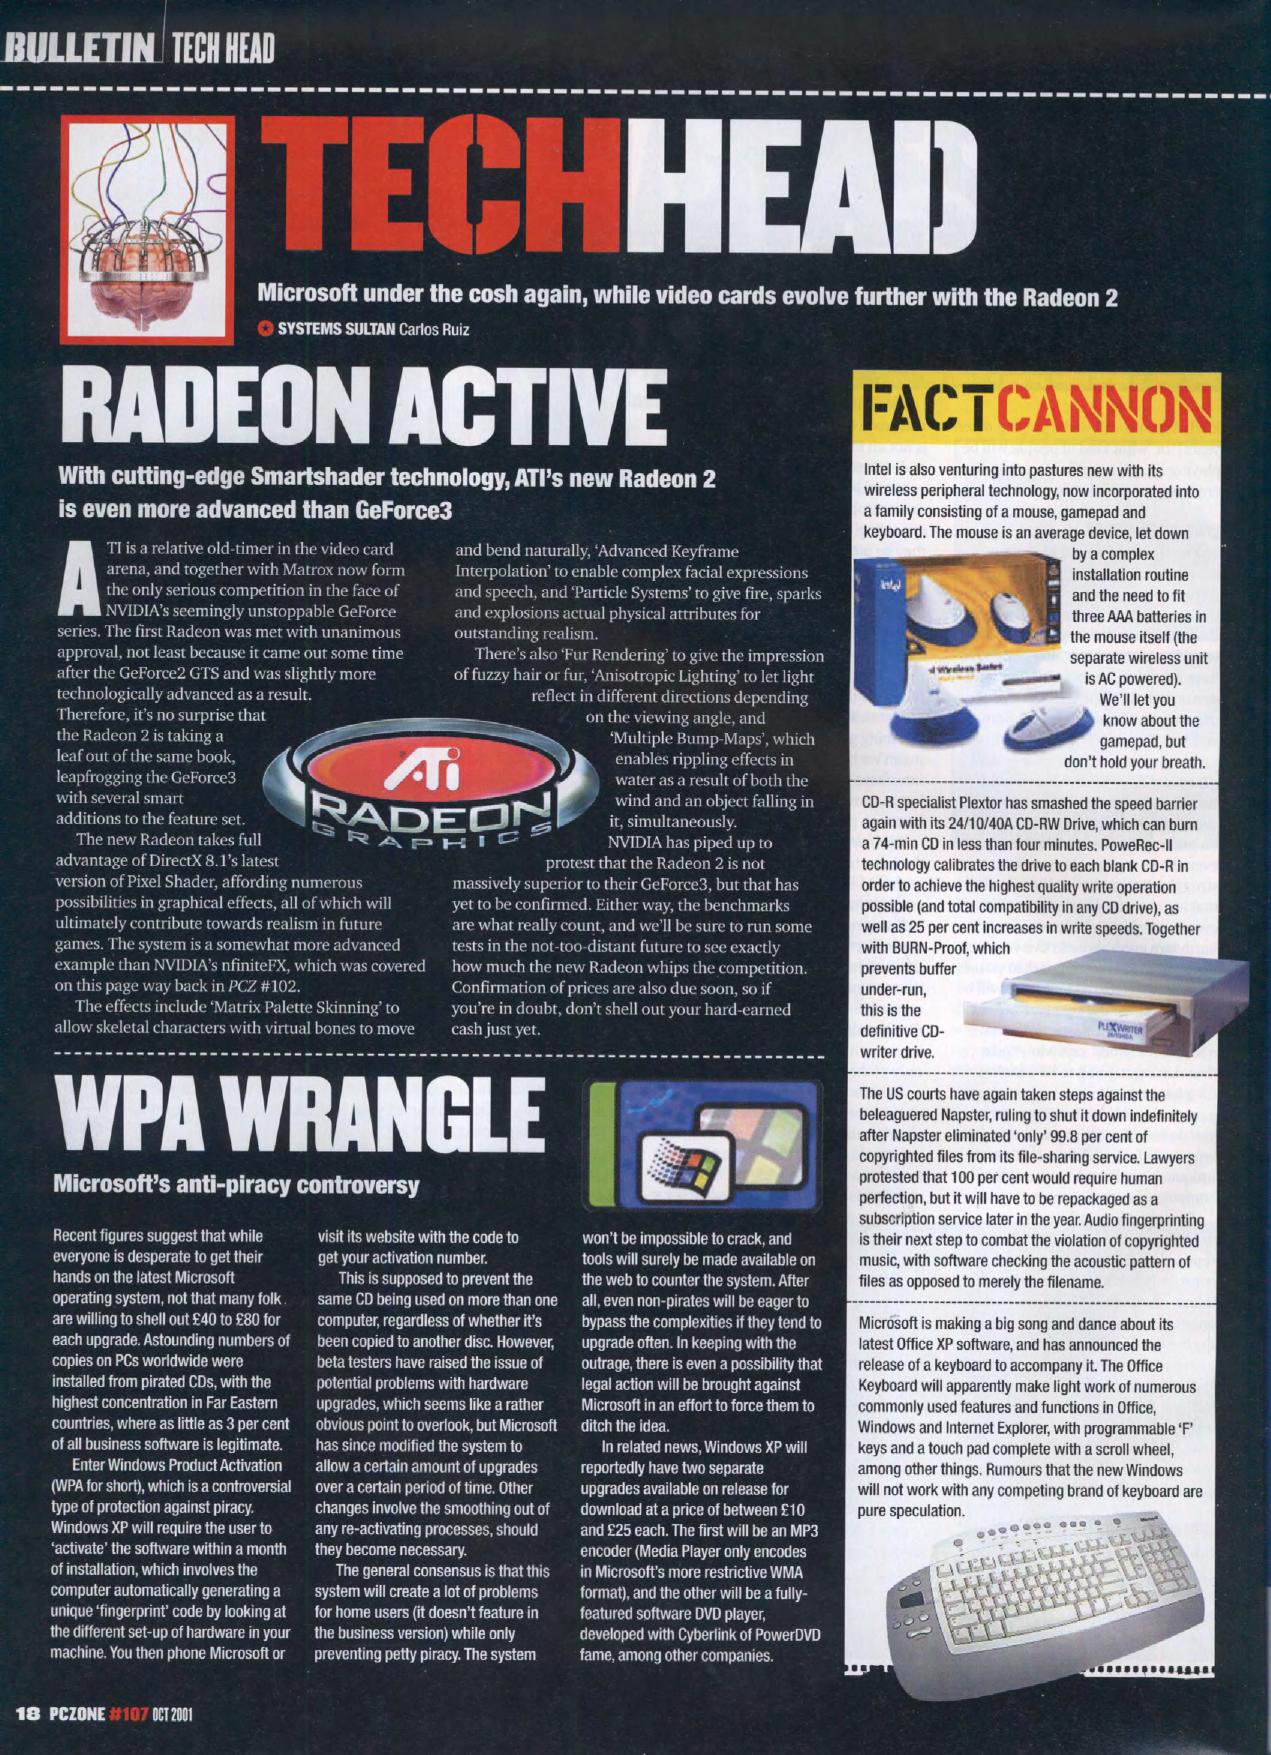 BULLETIN TECH HEAD
TECHHEAD
Microsoft under the cosh again, while video cards evolve further with the Radeon 2
SYSTEMS SULTAN Carlos Ruiz
RADEON ACTIVE
With cutting-edge Smartshader technology, ATI's new Radeon 2
is even more advanced than GeForce3
ATI is a relative old-timer in the video card
arena, and together with Matrox now form
the only serious competition in the face of
NVIDIA's seemingly unstoppable GeForce
series. The first Radeon was met with unanimous
approval, not least because it came out some time
after the GeForce2 GTS and was slightly more
technologically advanced as a result.
Therefore, it's no surprise that
the Radeon 2 is taking a
leaf out of the same book,
leapfrogging the GeForce3
with several smart
additions to the feature set.
The new Radeon takes full
advantage of DirectX 8.1's latest
version of Pixel Shader, affording numerous
possibilities in graphical effects, all of which will
ultimately contribute towards realism in future
games. The system is a somewhat more advanced
example than NVIDIA's nfiniteFX, which was covered
on this page way back in PCZ #102.
The effects include 'Matrix Palette Skinning' to
allow skeletal characters with virtual bones to move
and bend naturally, 'Advanced Keyframe
Interpolation' to enable complex facial expressions
and speech, and 'Particle Systems' to give fire, sparks
and explosions actual physical attributes for
outstanding realism.
There's also 'Fur Rendering' to give the impression
of fuzzy hair or fur, 'Anisotropic Lighting' to let light
reflect in different directions depending
on the viewing angle, and
'Multiple Bump-Maps', which
enables rippling effects in
water as a result of both the
wind and an object falling in
it, simultaneously.
NVIDIA has piped up to
protest that the Radeon 2 is not
massively superior to their GeForce3, but that has
yet to be confirmed. Either way, the benchmarks
are what really count, and we'll be sure to run some
tests in the not-too-distant future to see exactly
how much the new Radeon whips the competition.
Confirmation of prices are also due soon, so if
you're in doubt, don't shell out your hard-earned
cash just yet.
ATi
RADEON
GRAPHICS
WPA WRANGLE
Microsoft's anti-piracy controversy
Recent figures suggest that while
everyone is desperate to get their
hands on the latest Microsoft
operating system, not that many folk
are willing to shell out £40 to £80 for
each upgrade. Astounding numbers of
copies on PCs worldwide were
installed from pirated CDs, with the
highest concentration in Far Eastern
countries, where as little as 3 per cent
of all business software is legitimate.
Enter Windows Product Activation
(WPA for short), which is a controversial
type of protection against piracy.
Windows XP will require the user to
'activate' the software within a month
of installation, which involves the
computer automatically generating a
unique 'fingerprint' code by looking at
the different set-up of hardware in your
machine. You then phone Microsoft or
visit its website with the code to
get your activation number.
This is supposed to prevent the
same CD being used on more than one
computer, regardless of whether it's
been copied to another disc. However,
beta testers have raised the issue of
potential problems with hardware
upgrades, which seems like a rather
obvious point to overlook, but Microsoft
has since modified the system to
allow a certain amount of upgrades
over a certain period of time. Other
changes involve the smoothing out of
any re-activating processes, should
they become necessary.
The general consensus is that this
system will create a lot of problems
for home users (it doesn't feature in
the business version) while only
preventing petty piracy. The system
won't be impossible to crack, and
tools will surely be made available on
the web to counter the system. After
all, even non-pirates will be eager to
bypass the complexities if they tend to
upgrade often. In keeping with the
outrage, there is even a possibility that
legal action will be brought against
Microsoft in an effort to force them to
ditch the idea.
In related news, Windows XP will
reportedly have two separate
upgrades available on release for
download at a price of between £10
and £25 each. The first will be an MP3
encoder (Media Player only encodes
in Microsoft's more restrictive WMA
format), and the other will be a fully-
featured software DVD player,
developed with Cyberlink of PowerDVD
fame, among other companies.
FACTCANNON
Intel is also venturing into pastures new with its
wireless peripheral technology, now incorporated into
a family consisting of a mouse, gamepad and
keyboard. The mouse is an average device, let down
by a complex
installation routine
and the need to fit
three AAA batteries in
the mouse itself (the
separate wireless unit
is AC powered).
We'll let you
know about the
gamepad, but
don't hold your breath.
intel
Wireless Series
CD-R specialist Plextor has smashed the speed barrier
again with its 24/10/40A CD-RW Drive, which can burn
a 74-min CD in less than four minutes. PoweRec-II
technology calibrates the drive to each blank CD-R in
order to achieve the highest quality write operation
possible (and total compatibility in any CD drive), as
well as 25 per cent increases in write speeds. Together
with BURN-Proof, which
prevents buffer
under-run,
this is the
definitive CD-
writer drive.
PLEXWRITER
The US courts have again taken steps against the
beleaguered Napster, ruling to shut it down indefinitely
after Napster eliminated 'only' 99.8 per cent of
copyrighted files from its file-sharing service. Lawyers
protested that 100 per cent would require human
perfection, but it will have to be repackaged as a
subscription service later in the year. Audio fingerprinting
is their next step to combat the violation of copyrighted
music, with software checking the acoustic pattern of
files as opposed to merely the filename.
Microsoft is making a big song and dance about its
latest Office XP software, and has announced the
release of a keyboard to accompany it. The Office
Keyboard will apparently make light work of numerous
commonly used features and functions in Office,
Windows and Internet Explorer, with programmable 'F'
keys and a touch pad complete with a scroll wheel,
among other things. Rumours that the new Windows
will not work with any competing brand of keyboard are
pure speculation.
18 PCZONE #107 OCT 2001